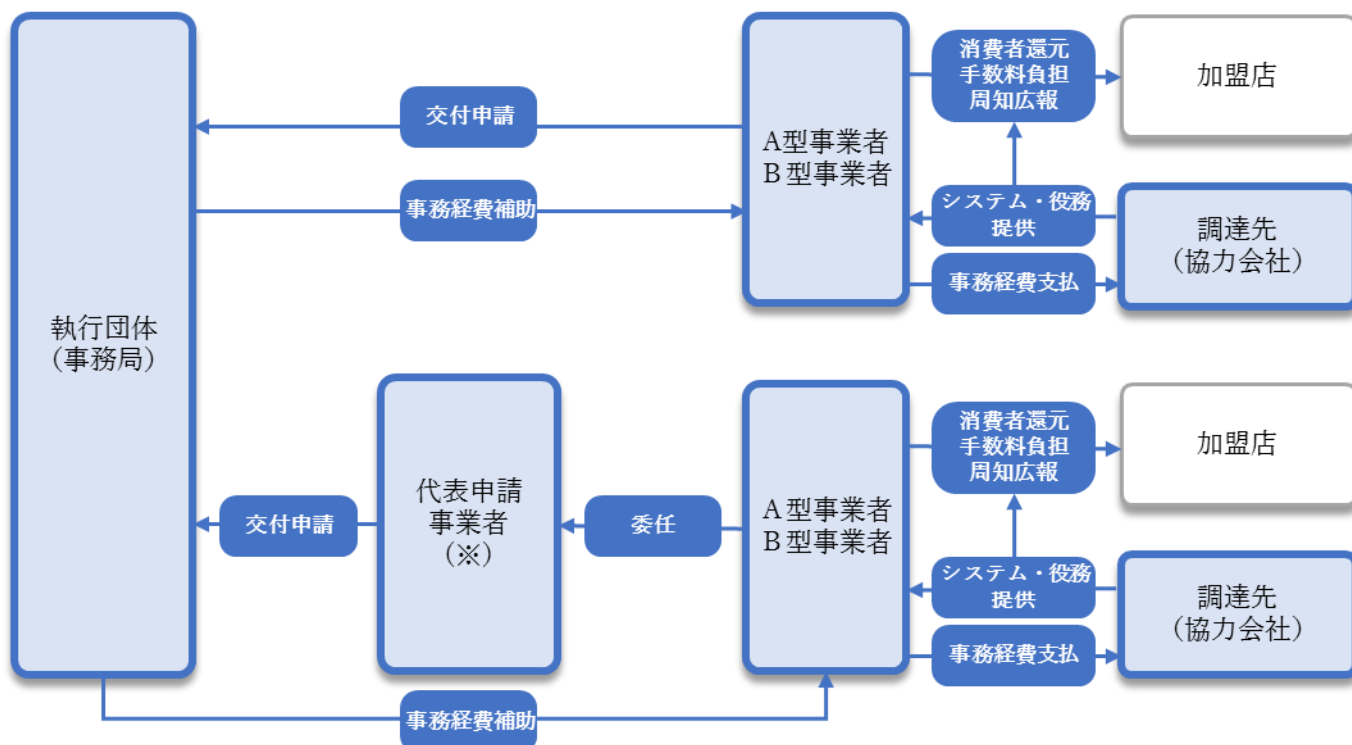 執行団体
(事務局)
交付申請
事務経費補助
A型事業者
B型事業者
消費者還元
手数料負担
周知広報
加盟店
システム・役務
提供
事務経費支払
調達先
(協力会社)
交付申請
代表申請
事業者
(※)
委任
A型事業者
B型事業者
消費者還元
手数料負担
周知広報
加盟店
システム・役務
提供
事務経費支払
調達先
(協力会社)
事務経費補助